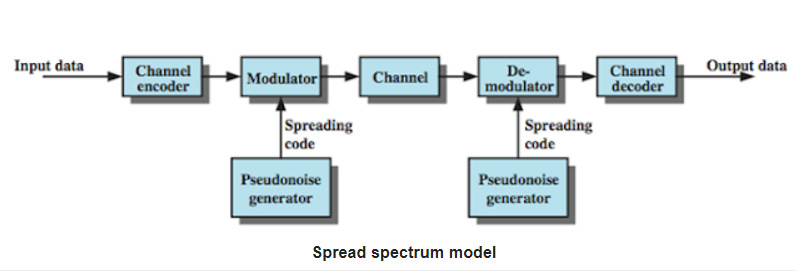 Input data
Channel
encoder
Modulator
Channel
De-
modulator
Channel
decoder
Output data
Spreading
code
Spreading
code
Pseudonoise
generator
Pseudonoise
generator
Spread spectrum model